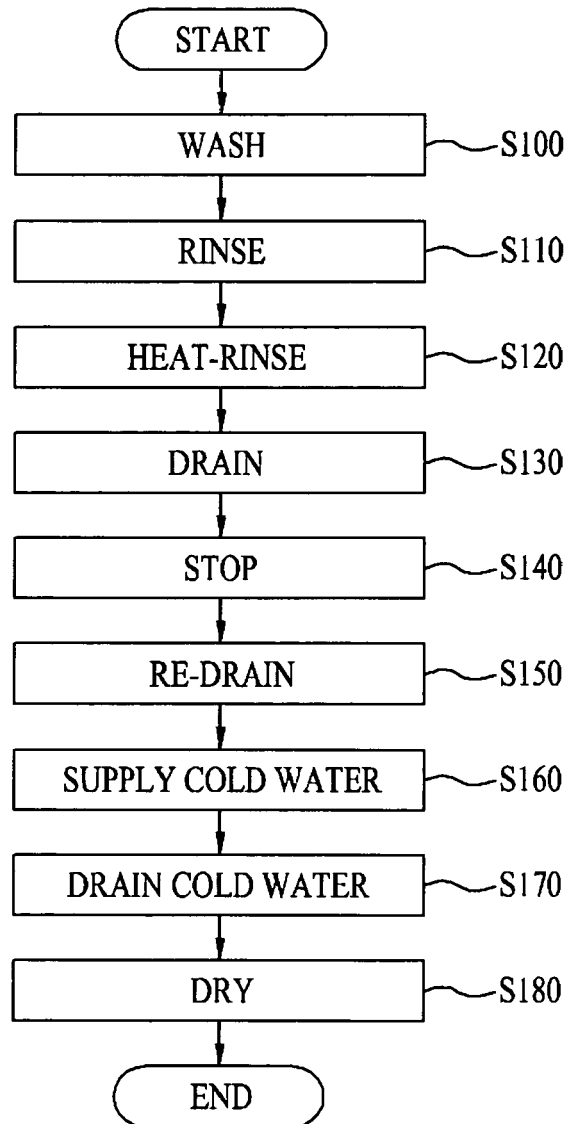 START
WASH S100
RINSE S110
HEAT-RINSE S120
DRAIN S130
STOP S140
RE-DRAIN S150
SUPPLY COLD WATER S160
DRAIN COLD WATER S170
DRY S180
END